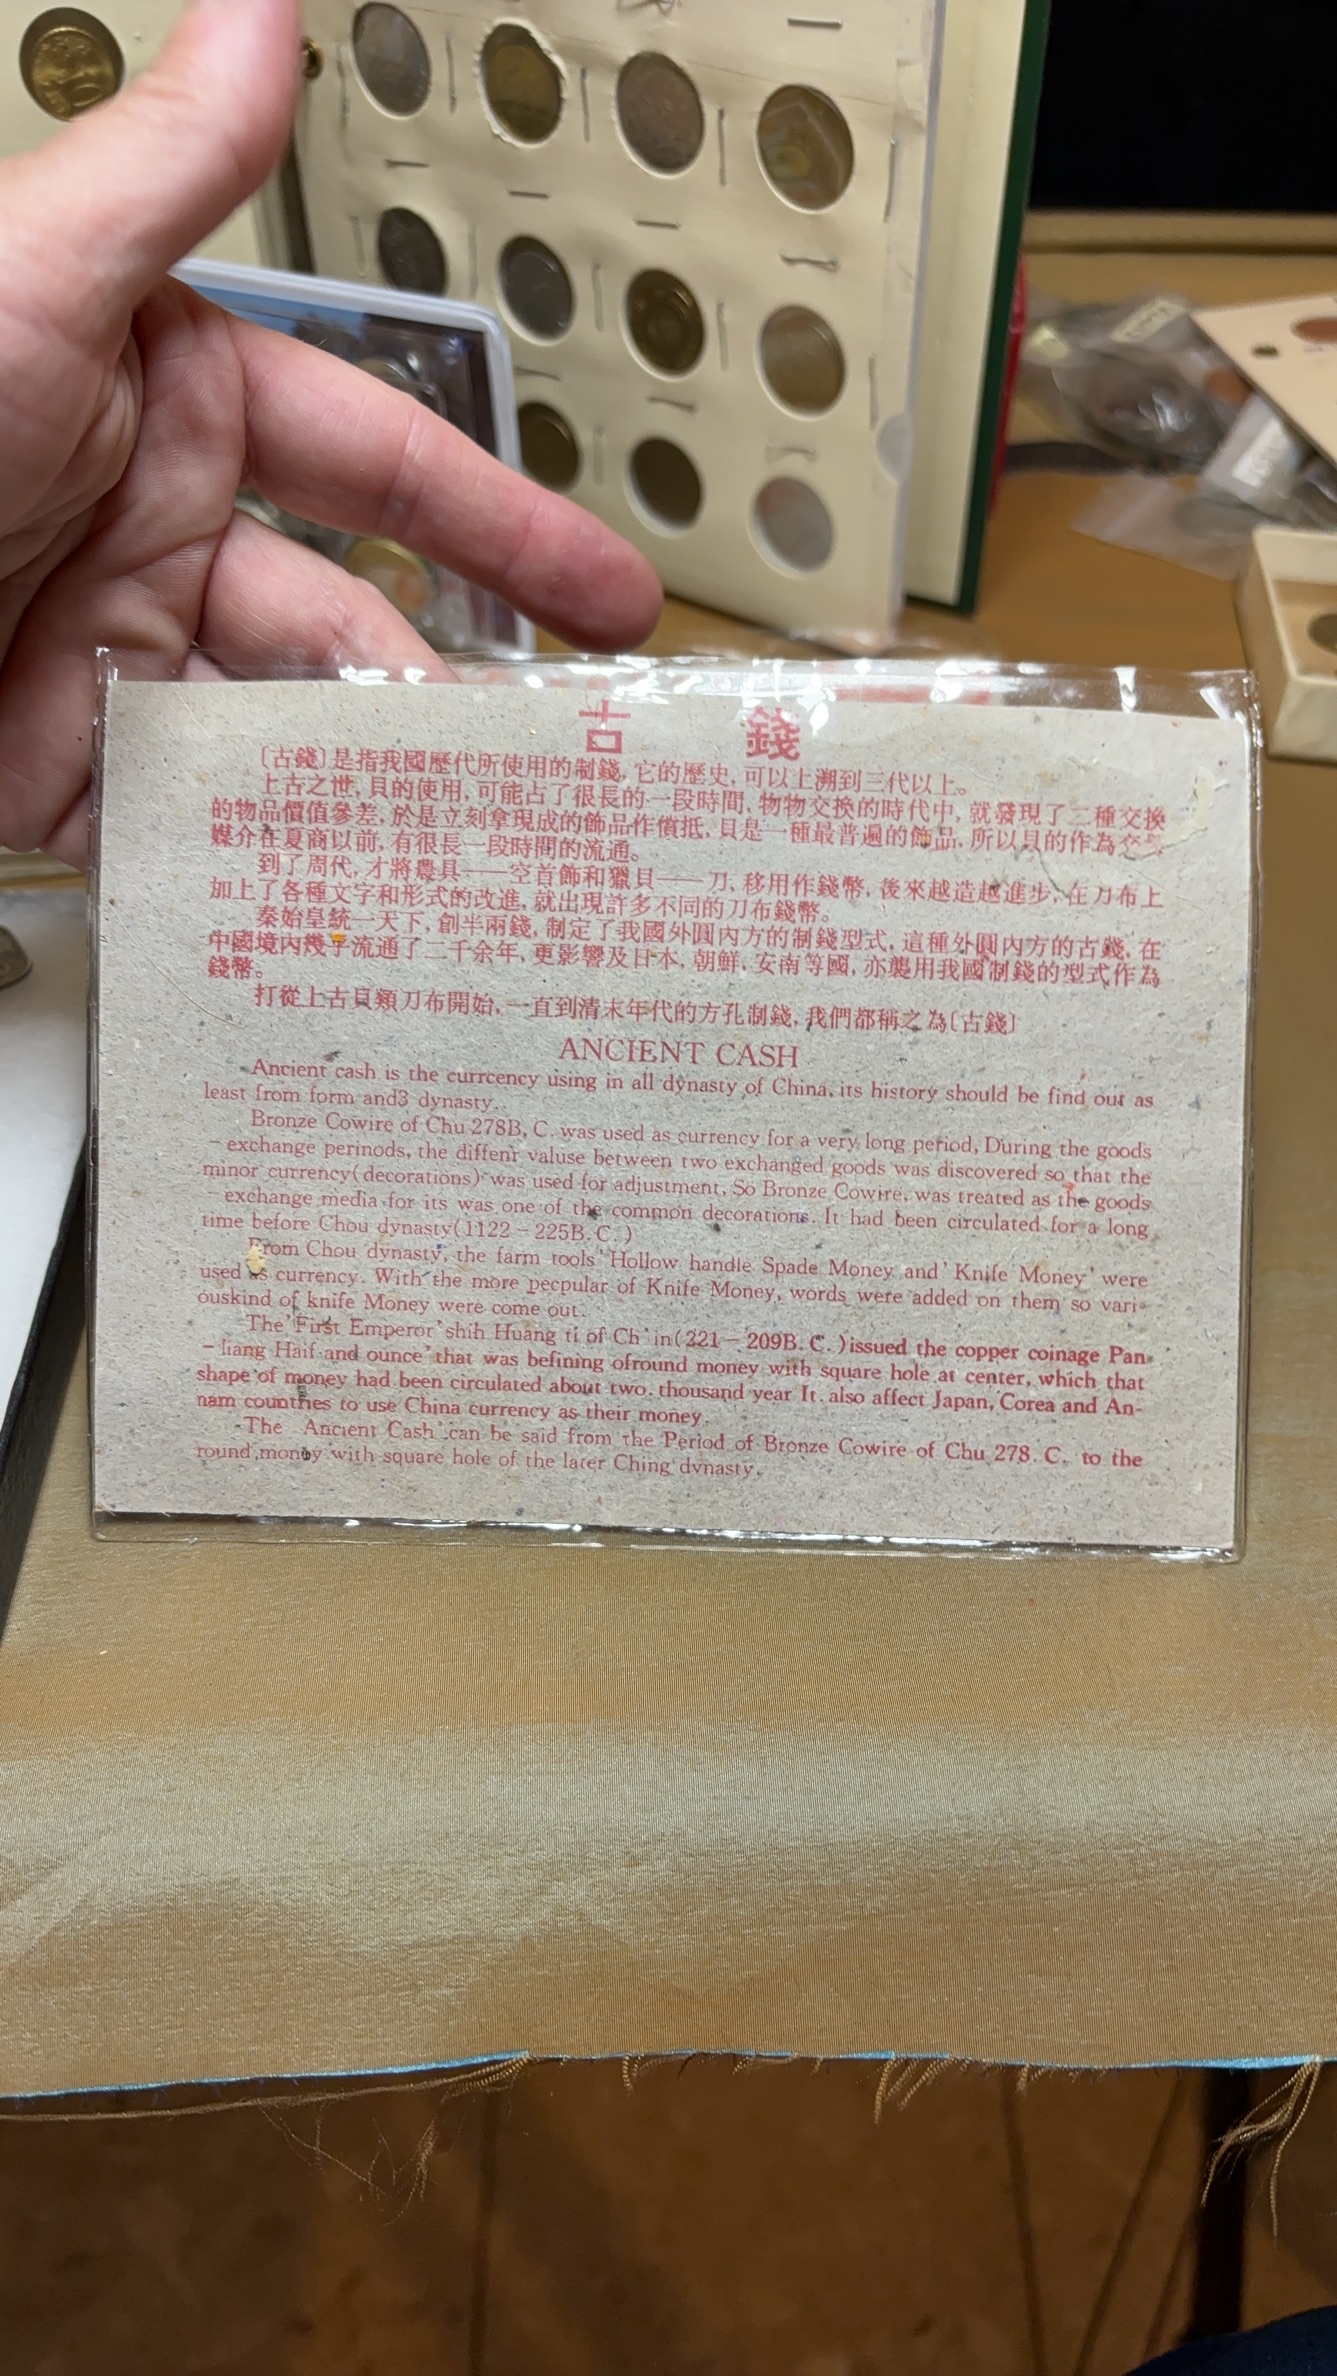 古 錢
〔古錢〕是指我國歷代所使用的制錢, 它的歷史, 可以上溯到三代以上。
上古之世, 貝的使用, 可能占了很長的一段時間, 物物交換的時代中, 就發現了二種交換
的物品價值參差, 於是立刻拿現成的飾品作償抵, 貝是一種最普遍的飾品, 所以貝的作為交
媒介在夏商以前, 有很長一段時間的流通。
到了周代, 才將農具——空首飾和獵貝——刀, 移用作錢幣, 後來越造越進步, 在刀布上
加上了各種文字和形式的改進, 就出現許多不同的刀布錢幣。
秦始皇統一天下, 創半兩錢, 制定了我國外圓內方的制錢型式, 這種外圓內方的古錢, 在
中國境內幾乎流通了二千余年, 更影響及日本, 朝鮮, 安南等國, 亦襲用我國制錢的型式作為
錢幣。
打從上古貝類刀布開始, 一直到清末年代的方孔制錢, 我們都稱之為〔古錢〕
ANCIENT CASH
Ancient cash is the currcency using in all dynasty of China, its history should be find out as
least from form and3 dynasty.
Bronze Cowire of Chu 278B, C. was used as currency for a very long period, During the goods
- exchange perinods, the diffenr valuse between two exchanged goods was discovered so that the
minor currency(decorations) was used for adjustment, So Bronze Cowire, was treated as the goods
- exchange media for its was one of the common decorations. It had been circulated for a long
time before Chou dynasty(1122-225B. C. )
From Chou dynasty, the farm tools' Hollow handle Spade Money and' Knife Money' were
used as currency. With the more pecpular of Knife Money, words were added on them so vari-
ouskind of knife Money were come out.
The'First Emperor'shih Huang ti of Ch'in(221-209B. C. )issued the copper coinage Pan-
- liang Haif and ounce'that was befining ofround money with square hole at center, which that
shape'of money had been circulated about two. thousand year It. also affect Japan, Corea and An-
nam countries to use China currency as their money.
The Ancient Cash'can be said from the Period of Bronze Cowire of Chu 278. C. to the
round money with square hole of the later Ching dynasty.